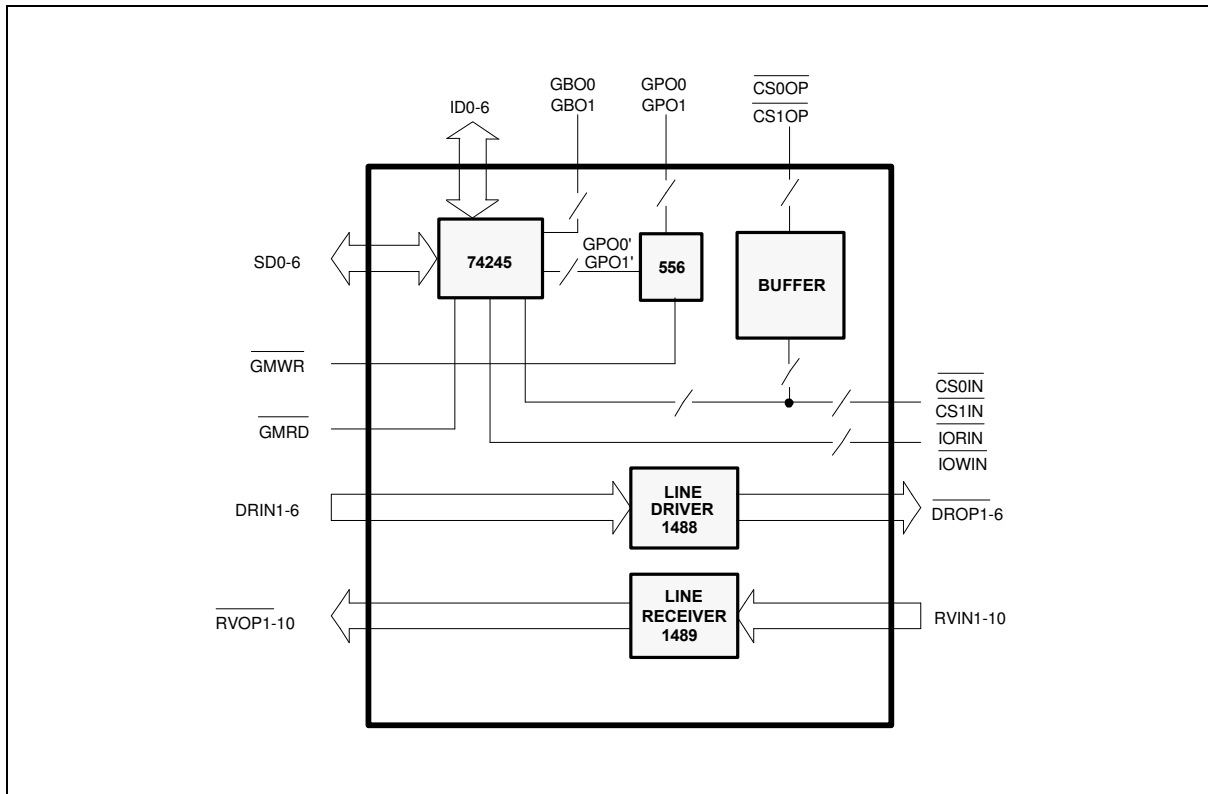 GBO0
GBO1
GPO0
GPO1
CS0OP
CS1OP
ID0-6
SD0-6
74245
GPO0'
GPO1'
556
BUFFER
GMWR
CS0IN
CS1IN
GMRD
IORIN
IOWIN
DRIN1-6
LINE
DRIVER
1488
DROP1-6
RVOP1-10
LINE
RECEIVER
1489
RVIN1-10